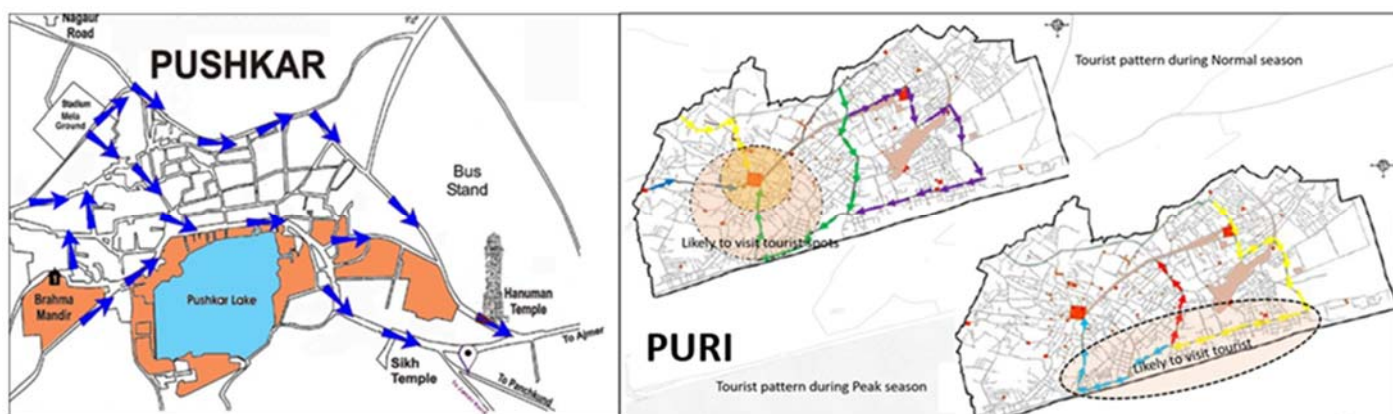 Nagaur
Road
PUSHKAR
Stadium
Mela
Ground
Bus
Stand
Brahma
Mandir
Pushkar Lake
Hanuman
Temple
To Ajmer
Sikh
Temple
To Panchkund
Tourist pattern during Normal season
Likely to visit tourist spots
PURI
Likely to visit tourist
Tourist pattern during Peak season